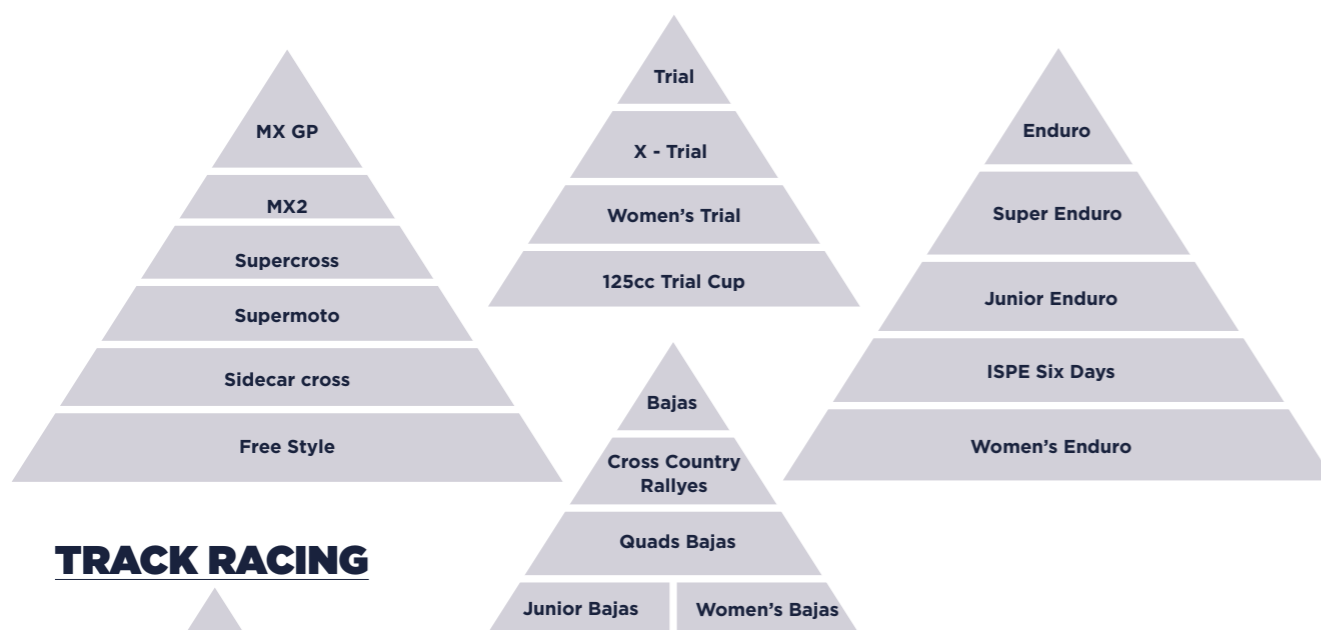 MX GP
MX2
Supercross
Supermoto
Sidecar cross
Free Style
Trial
X - Trial
Women’s Trial
125cc Trial Cup
Enduro
Super Enduro
Junior Enduro
ISPE Six Days
Women’s Enduro
Bajas
Cross Country
Rallyes
Quads Bajas
Junior Bajas
Women’s Bajas
TRACK RACING